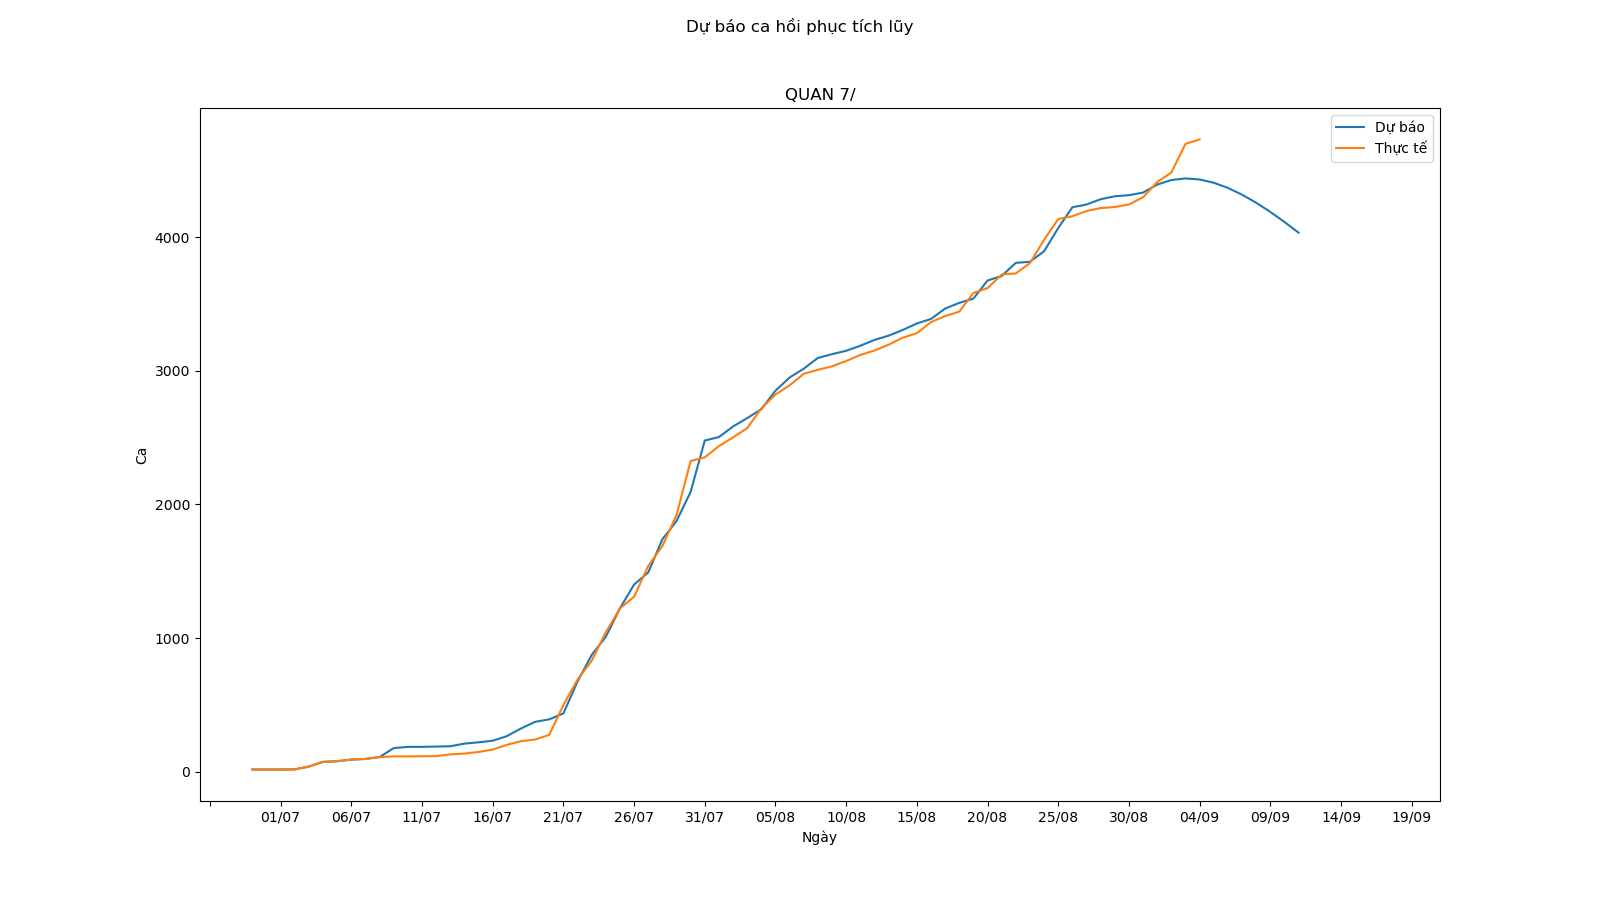 Dự báo ca hồi phục tích lũy
QUAN 7/
Dự báo
Thực tế
4000
3000
2000
1000
0
Ca
01/07 06/07 11/07 16/07 21/07 26/07 31/07 05/08 10/08 15/08 20/08 25/08 30/08 04/09 09/09 14/09 19/09
Ngày